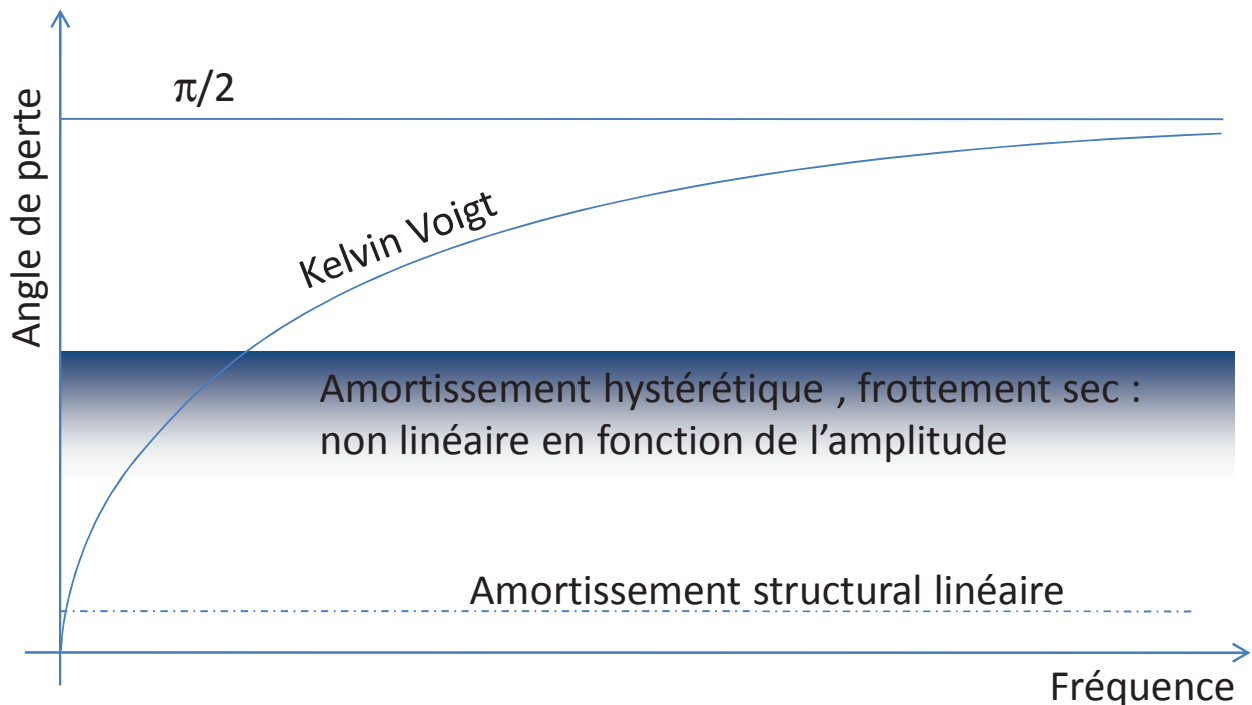 π/2
Angle de perte
Kelvin Voigt
Amortissement hystérétique , frottement sec :
non linéaire en fonction de l’amplitude
Amortissement structural linéaire
Fréquence